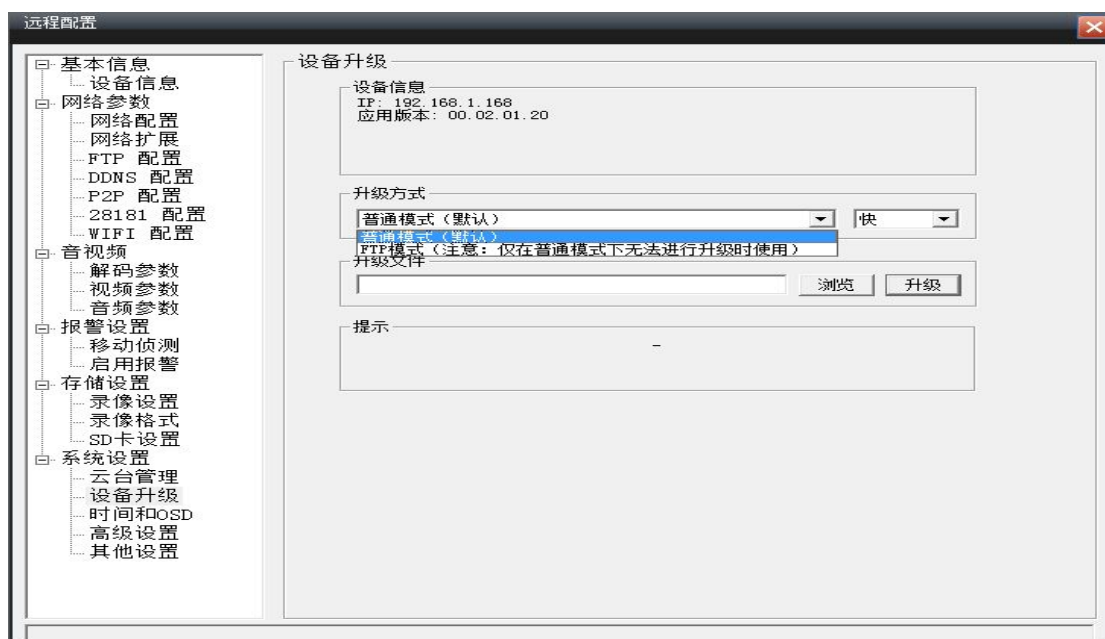 远程配置
基本信息
设备信息
网络参数
网络配置
网络扩展
FTP 配置
DDNS 配置
P2P 配置
28181 配置
WIFI 配置
音视频
解码参数
视频参数
音频参数
报警设置
移动侦测
启用报警
存储设置
录像设置
录像格式
SD卡设置
系统设置
云台管理
设备升级
时间和OSD
高级设置
其他设置
设备升级
设备信息
IP: 192.168.1.168
应用版本: 00.02.01.20
升级方式
普通模式（默认） 快
普通模式（默认）
FTP模式（注意：仅在普通模式下无法进行升级时使用）
升级文件
浏览 升级
提示
-